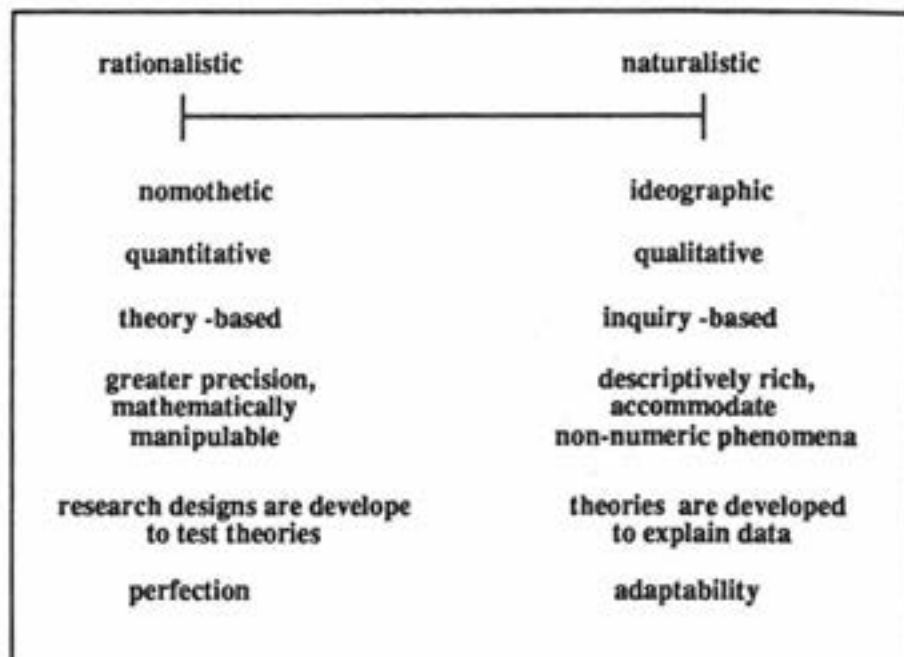 rationalistic naturalistic
nomothetic ideographic
quantitative qualitative
theory -based inquiry -based
greater precision, descriptively rich,
mathematically accommodate
manipulable non-numeric phenomena
research designs are develope theories are developed
to test theories to explain data
perfection adaptability